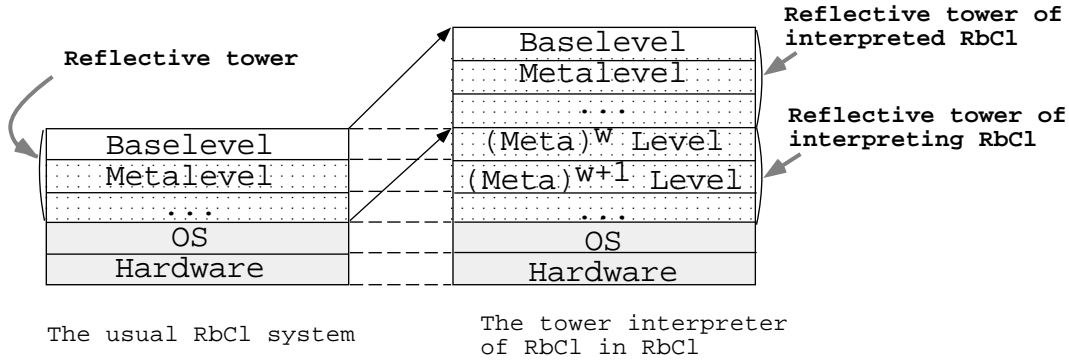 Reflective tower
Baselevel
Metalevel
...
OS
Hardware
The usual RbCl system
Baselevel
Metalevel
...
(Meta)^w Level
(Meta)^w+1 Level
...
OS
Hardware
The tower interpreter
of RbCl in RbCl
Reflective tower of
interpreted RbCl
Reflective tower of
interpreting RbCl